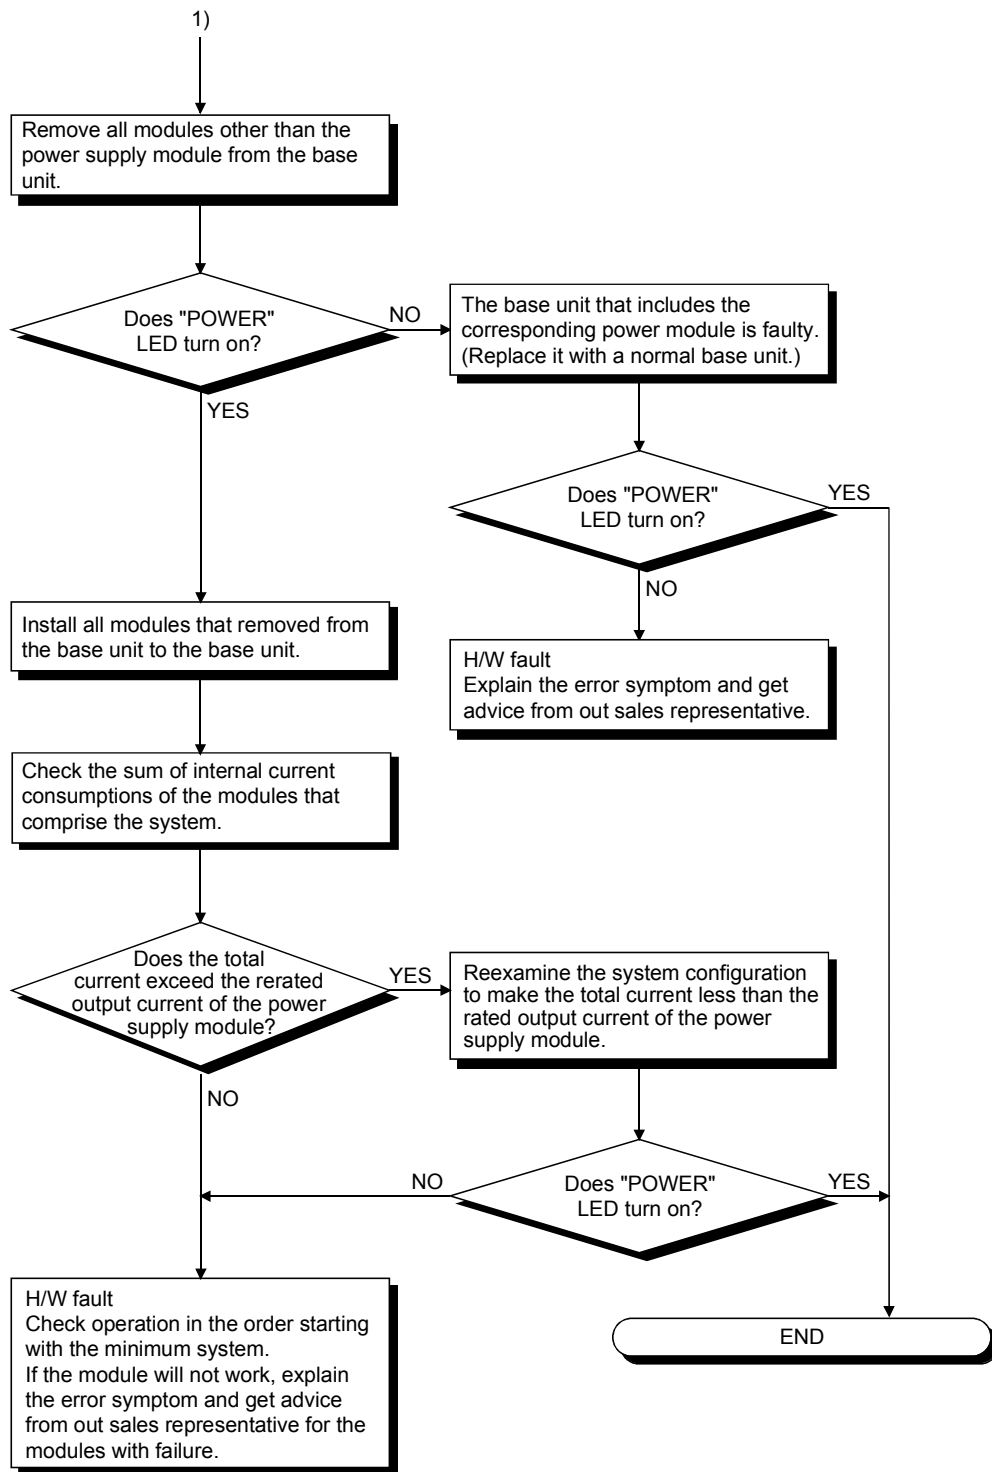 1)
Remove all modules other than the
power supply module from the base
unit.
Does "POWER"
LED turn on?
NO
The base unit that includes the
corresponding power module is faulty.
(Replace it with a normal base unit.)
YES
Does "POWER"
LED turn on?
YES
NO
Install all modules that removed from
the base unit to the base unit.
H/W fault
Explain the error symptom and get
advice from out sales representative.
Check the sum of internal current
consumptions of the modules that
comprise the system.
Does the total
current exceed the rerated
output current of the power
supply module?
YES
Reexamine the system configuration
to make the total current less than the
rated output current of the power
supply module.
NO
Does "POWER"
LED turn on?
NO
YES
H/W fault
Check operation in the order starting
with the minimum system.
If the module will not work, explain
the error symptom and get advice
from out sales representative for the
modules with failure.
END